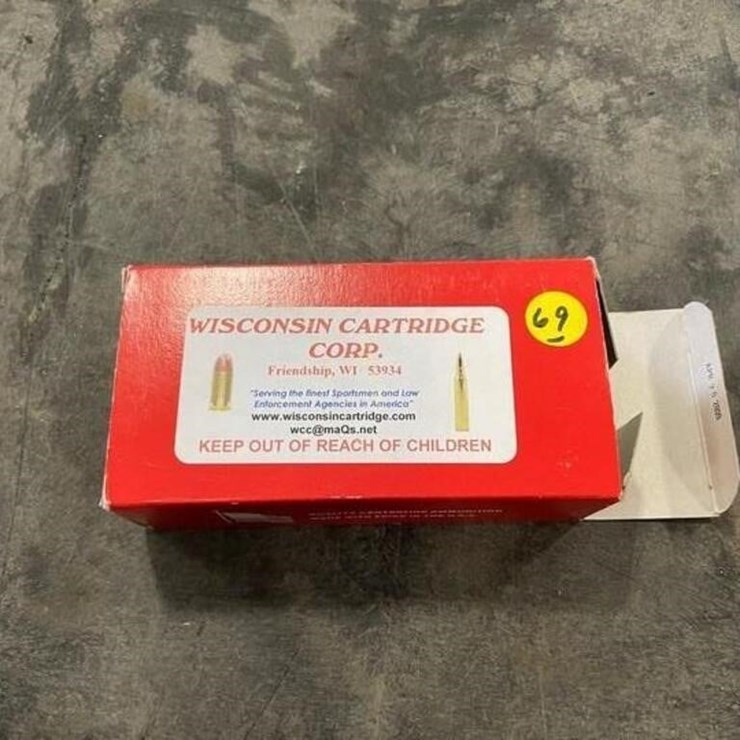 WISCONSIN CARTRIDGE
CORP.
Friendship, WI 53934
"Serving the finest Sportsmen and Law
Enforcement Agencies in America"
www.wisconsincartridge.com
wcc@maQs.net
KEEP OUT OF REACH OF CHILDREN
69